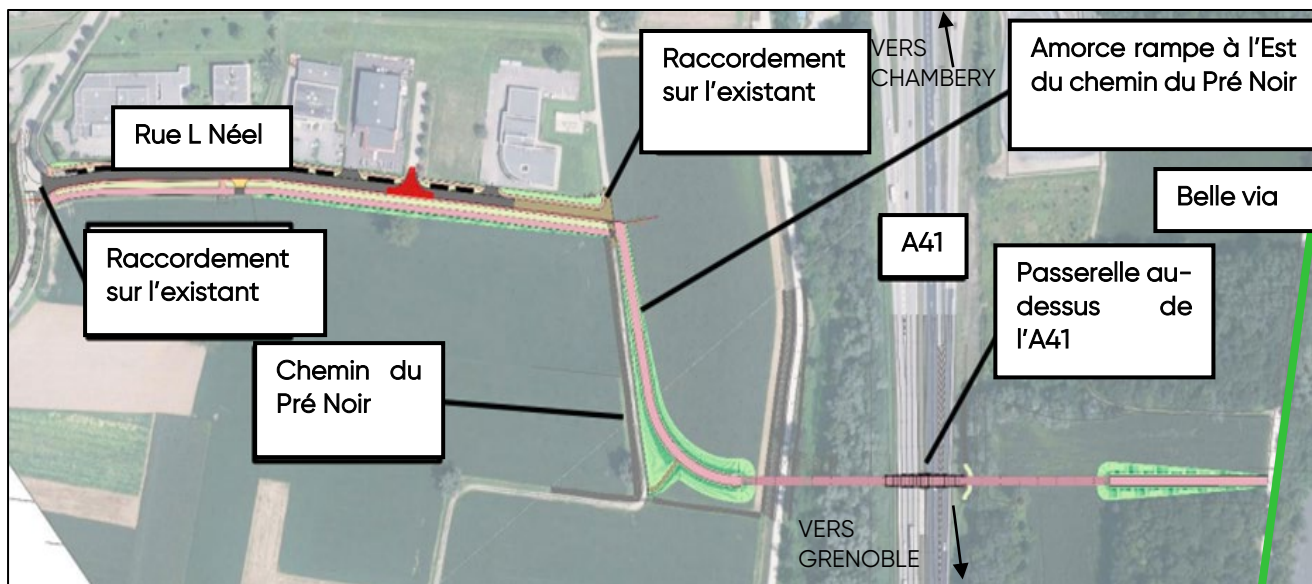 Raccordement
sur l’existant
VERS
CHAMBERY
Amorce rampe à l’Est
du chemin du Pré Noir
Rue L Néel
Belle via
A41
Raccordement
sur l’existant
Passerelle au-
dessus de
l’A41
Chemin du
Pré Noir
VERS
GRENOBLE